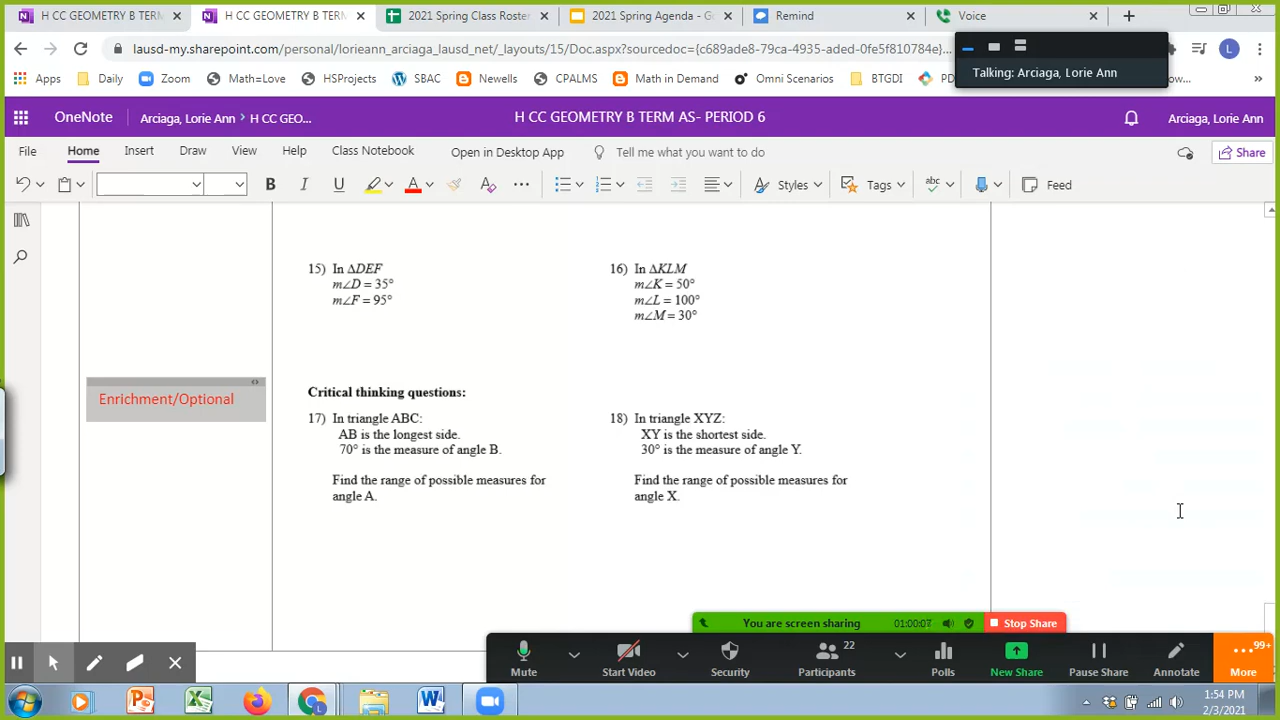 H CC GEOMETRY B TERM
H CC GEOMETRY B TERM
2021 Spring Class Roster
2021 Spring Agenda - G
Remind
Voice
lausd-my.sharepoint.com/personal/lorieann_arciaga_lausd_net/_layouts/15/Doc.aspx?sourcedoc={c689ade8-79ca-4935-aded-0fe5f810784e}...
L
Talking: Arciaga, Lorie Ann
Apps
Daily
Zoom
Math=Love
HSProjects
SBAC
Newells
CPALMS
Math in Demand
Omni Scenarios
BTGDI
OneNote
Arciaga, Lorie Ann > H CC GEO...
H CC GEOMETRY B TERM AS- PERIOD 6
Arciaga, Lorie Ann
File
Home
Insert
Draw
View
Help
Class Notebook
Open in Desktop App
Tell me what you want to do
Share
Styles
Tags
Feed
15) In ΔDEF
m∠D = 35°
m∠F = 95°
16) In ΔKLM
m∠K = 50°
m∠L = 100°
m∠M = 30°
Enrichment/Optional
Critical thinking questions:
17) In triangle ABC:
AB is the longest side.
70° is the measure of angle B.
Find the range of possible measures for
angle A.
18) In triangle XYZ:
XY is the shortest side.
30° is the measure of angle Y.
Find the range of possible measures for
angle X.
You are screen sharing
01:00:07
Stop Share
Mute
Start Video
Security
Participants
22
Polls
New Share
Pause Share
Annotate
More
99+
1:54 PM
2/3/2021